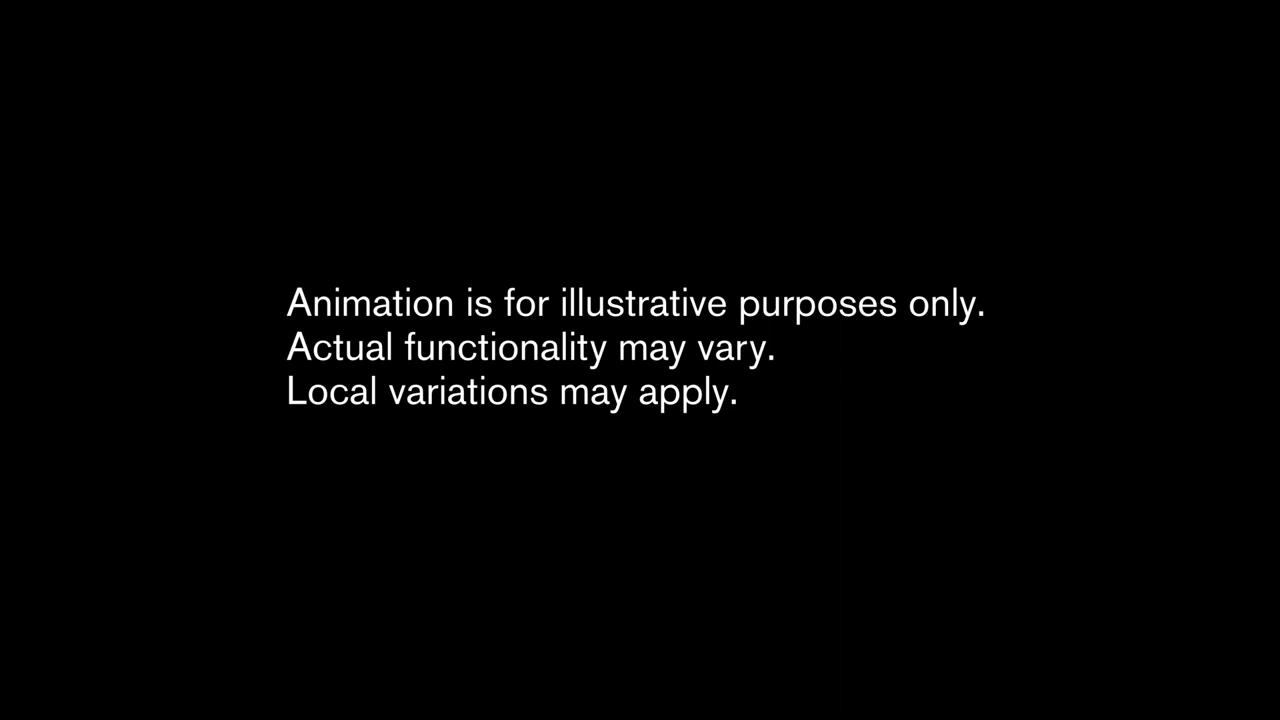 Animation is for illustrative purposes only.
Actual functionality may vary.
Local variations may apply.